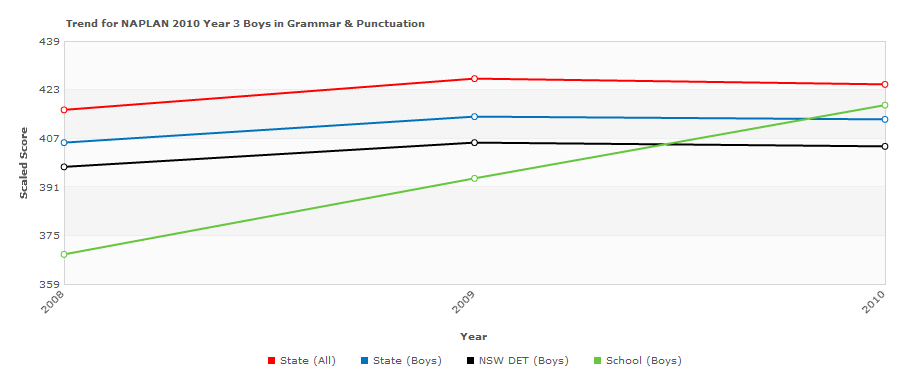 Trend for NAPLAN 2010 Year 3 Boys in Grammar & Punctuation
439
423
407
391
375
359
Scaled Score
2008
2009
2010
Year
State (All)
State (Boys)
NSW DET (Boys)
School (Boys)